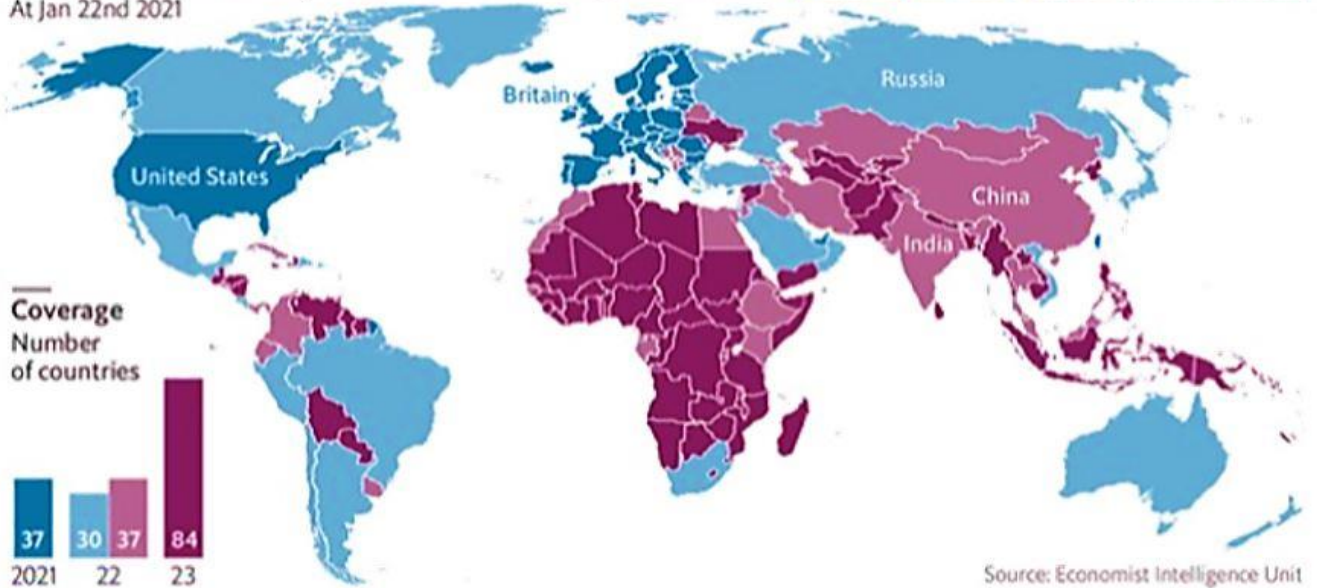 At Jan 22nd 2021
Britain
Russia
United States
China
India
Coverage
Number
of countries
37
30
37
84
2021
22
23
Source: Economist Intelligence Unit